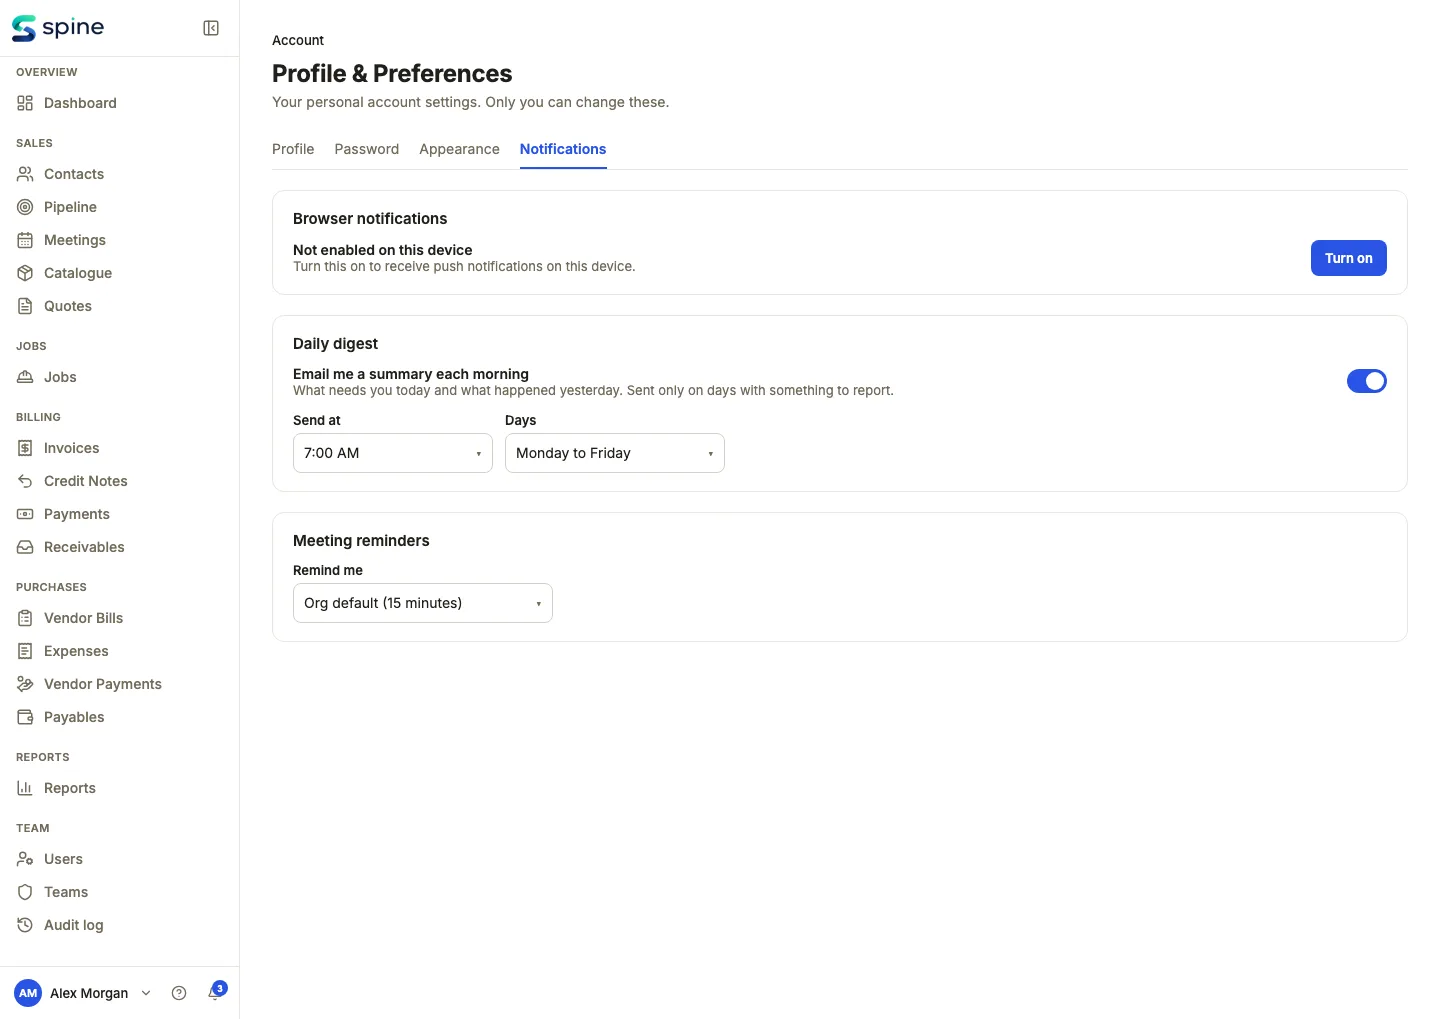 spine
OVERVIEW
Dashboard
SALES
Contacts
Pipeline
Meetings
Catalogue
Quotes
JOBS
Jobs
BILLING
Invoices
Credit Notes
Payments
Receivables
PURCHASES
Vendor Bills
Expenses
Vendor Payments
Payables
REPORTS
Reports
TEAM
Users
Teams
Audit log
AM Alex Morgan 3
Account
Profile & Preferences
Your personal account settings. Only you can change these.
Profile Password Appearance Notifications
Browser notifications
Not enabled on this device
Turn this on to receive push notifications on this device.
Turn on
Daily digest
Email me a summary each morning
What needs you today and what happened yesterday. Sent only on days with something to report.
Send at Days
7:00 AM Monday to Friday
Meeting reminders
Remind me
Org default (15 minutes)